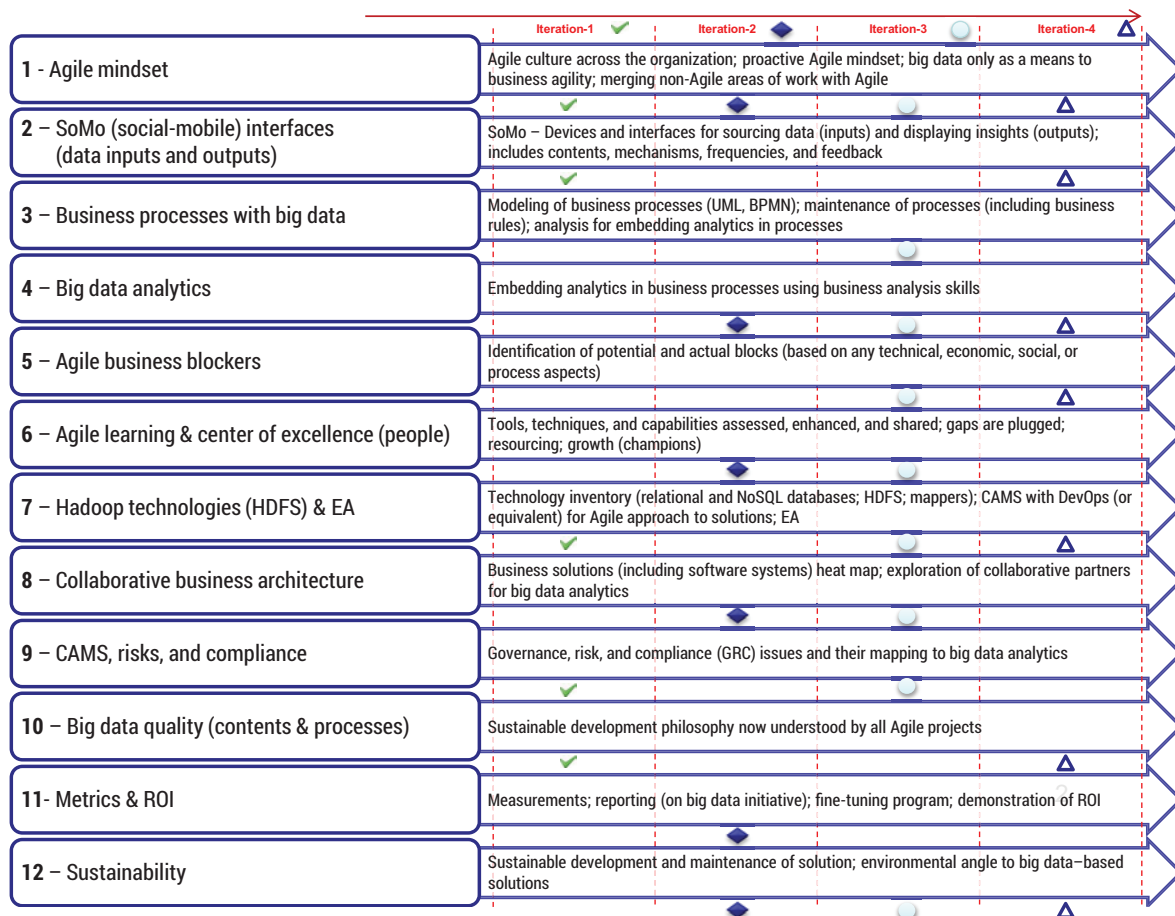 Iteration-1 Iteration-2 Iteration-3 Iteration-4
1 - Agile mindset
Agile culture across the organization; proactive Agile mindset; big data only as a means to
business agility; merging non-Agile areas of work with Agile
2 – SoMo (social-mobile) interfaces
(data inputs and outputs)
SoMo – Devices and interfaces for sourcing data (inputs) and displaying insights (outputs);
includes contents, mechanisms, frequencies, and feedback
3 – Business processes with big data
Modeling of business processes (UML, BPMN); maintenance of processes (including business
rules); analysis for embedding analytics in processes
4 – Big data analytics
Embedding analytics in business processes using business analysis skills
5 – Agile business blockers
Identification of potential and actual blocks (based on any technical, economic, social, or
process aspects)
6 – Agile learning & center of excellence (people)
Tools, techniques, and capabilities assessed, enhanced, and shared; gaps are plugged;
resourcing; growth (champions)
7 – Hadoop technologies (HDFS) & EA
Technology inventory (relational and NoSQL databases; HDFS; mappers); CAMS with DevOps (or
equivalent) for Agile approach to solutions; EA
8 – Collaborative business architecture
Business solutions (including software systems) heat map; exploration of collaborative partners
for big data analytics
9 – CAMS, risks, and compliance
Governance, risk, and compliance (GRC) issues and their mapping to big data analytics
10 – Big data quality (contents & processes)
Sustainable development philosophy now understood by all Agile projects
11- Metrics & ROI
2
Measurements; reporting (on big data initiative); fine-tuning program; demonstration of ROI
12 – Sustainability
Sustainable development and maintenance of solution; environmental angle to big data–based
solutions